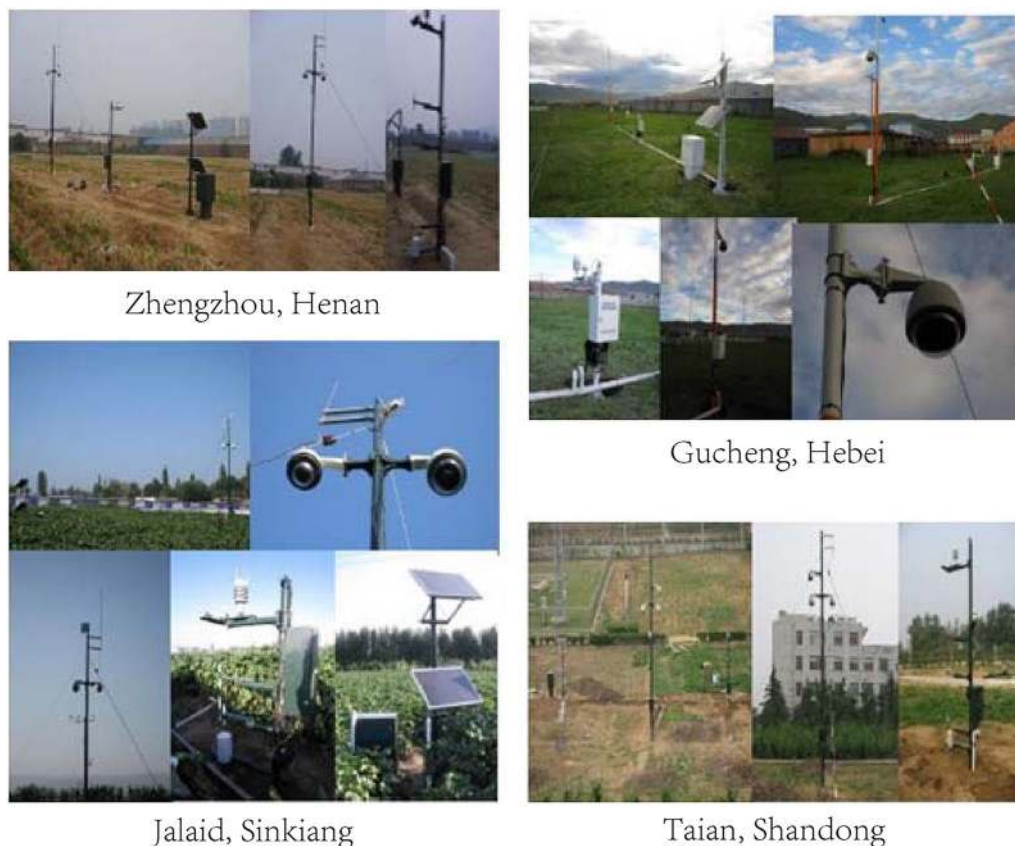 Zhengzhou, Henan
Gucheng, Hebei
Jalaid, Sinkiang
Taian, Shandong